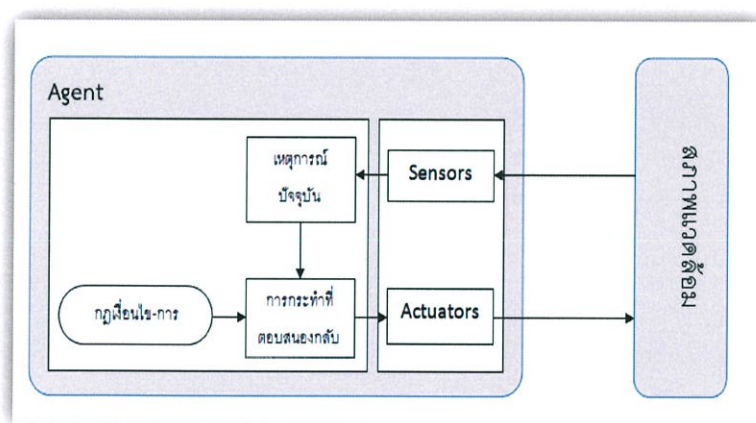 Agent
เหตุการณ์
ปัจจุบัน
Sensors
สภาพแวดล้อม
กฎเงื่อนไข-การ
การกระทำที่
ตอบสนองกลับ
Actuators